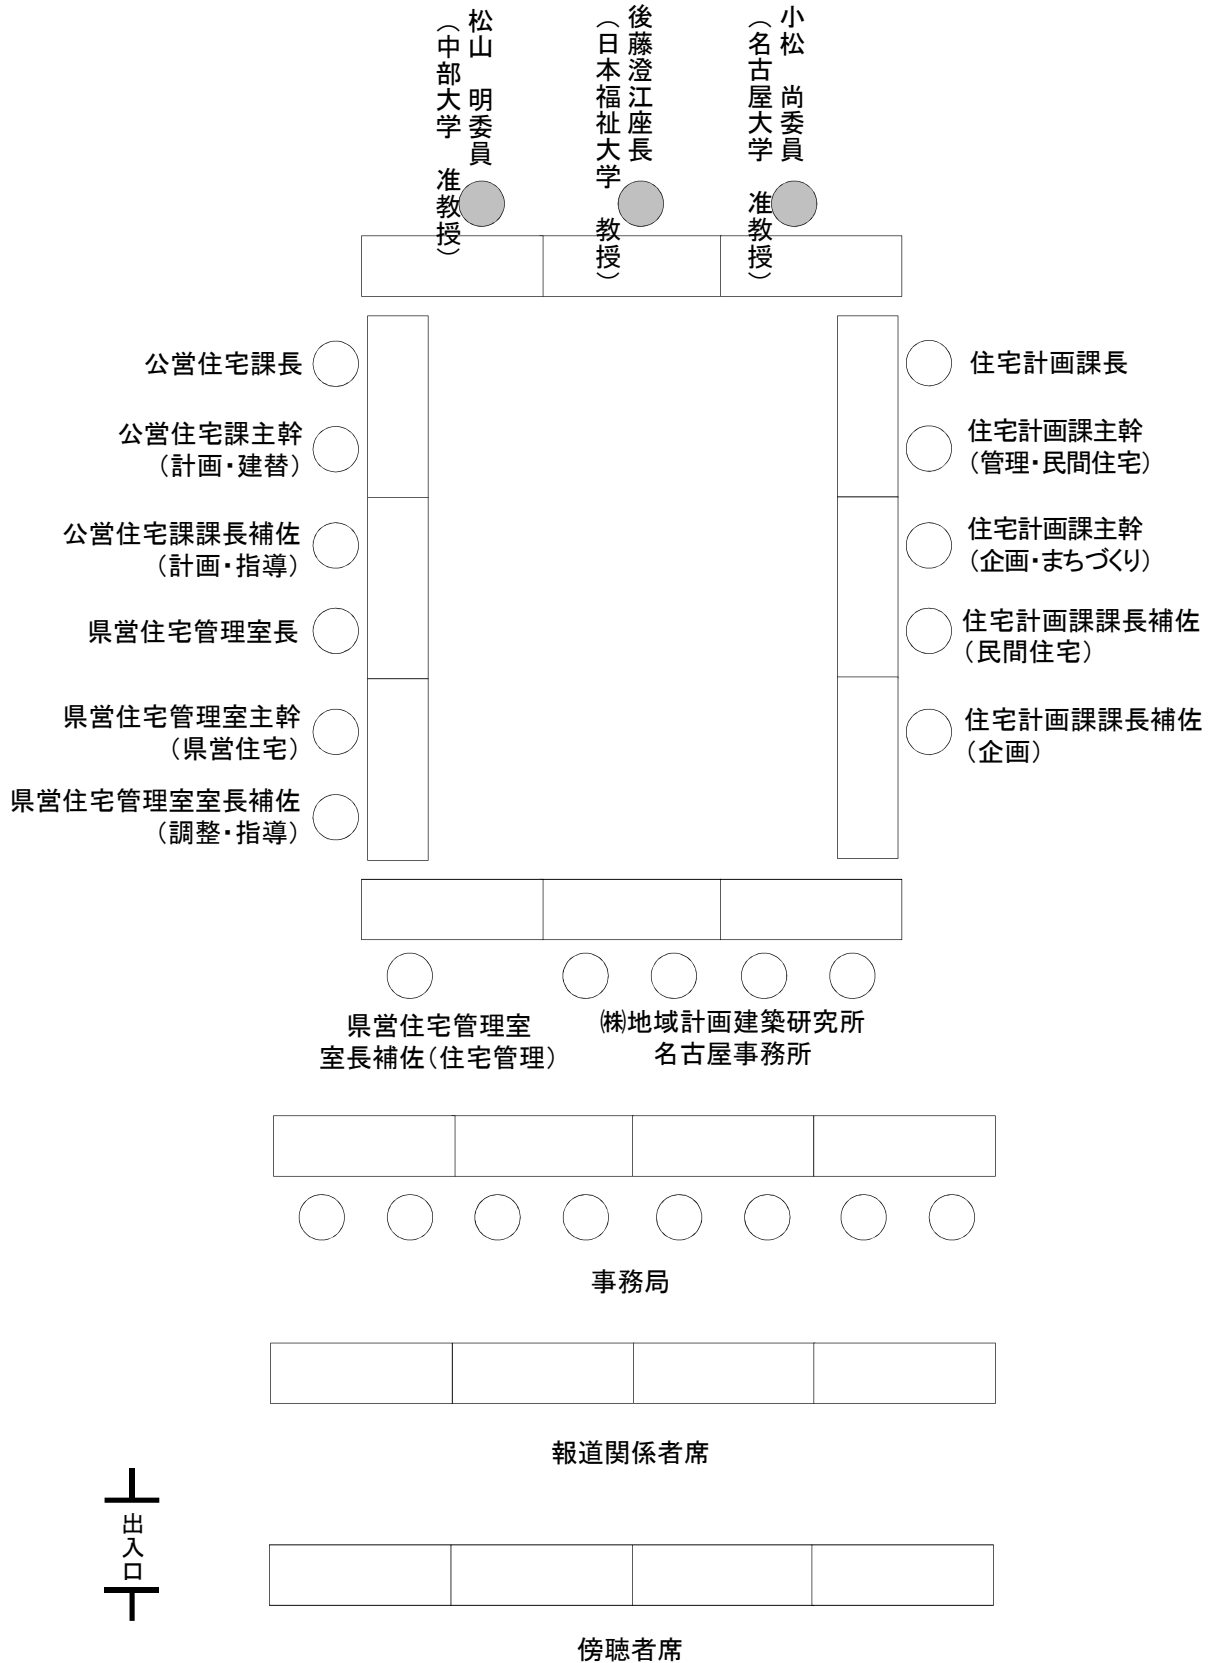 小松　尚委員
（名古屋大学　准教授）
後藤澄江座長
（日本福祉大学　教授）
松山　明委員
（中部大学　准教授）
公営住宅課長
公営住宅課主幹
（計画・建替）
公営住宅課課長補佐
（計画・指導）
県営住宅管理室長
県営住宅管理室主幹
（県営住宅）
県営住宅管理室室長補佐
（調整・指導）
住宅計画課長
住宅計画課主幹
（管理・民間住宅）
住宅計画課主幹
（企画・まちづくり）
住宅計画課課長補佐
（民間住宅）
住宅計画課課長補佐
（企画）
県営住宅管理室
室長補佐（住宅管理）
㈱地域計画建築研究所
名古屋事務所
事務局
報道関係者席
出入口
傍聴者席